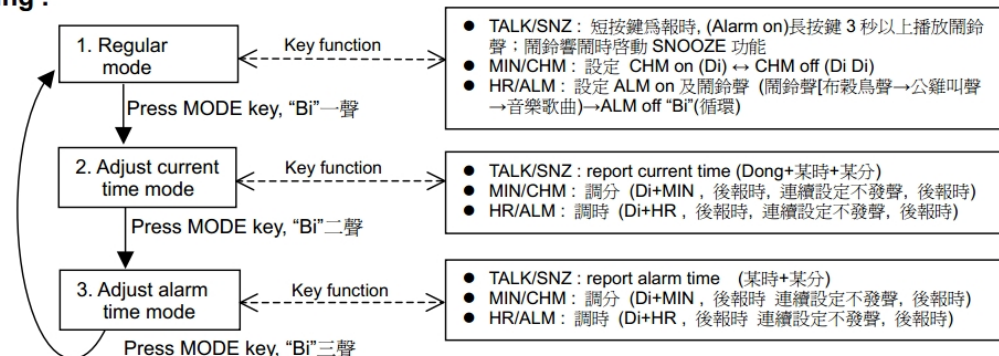 1. Regular
mode
Key function
● TALK/SNZ : 短按鍵爲報時, (Alarm on)長按鍵 3 秒以上播放鬧鈴
聲；鬧鈴響鬧時啓動 SNOOZE 功能
● MIN/CHM : 設定 CHM on (Di) ↔ CHM off (Di Di)
● HR/ALM : 設定 ALM on 及鬧鈴聲 (鬧鈴聲[布穀鳥聲→公雞叫聲
→音樂歌曲)→ALM off “Bi”(循環)
Press MODE key, “Bi”一聲
2. Adjust current
time mode
Key function
● TALK/SNZ : report current time (Dong+某時+某分)
● MIN/CHM : 調分 (Di+MIN , 後報時, 連續設定不發聲, 後報時)
● HR/ALM : 調時 (Di+HR , 後報時, 連續設定不發聲, 後報時)
Press MODE key, “Bi”二聲
3. Adjust alarm
time mode
Key function
● TALK/SNZ : report alarm time (某時+某分)
● MIN/CHM : 調分 (Di+MIN , 後報時 連續設定不發聲, 後報時)
● HR/ALM : 調時 (Di+HR , 後報時 連續設定不發聲, 後報時)
Press MODE key, “Bi”三聲